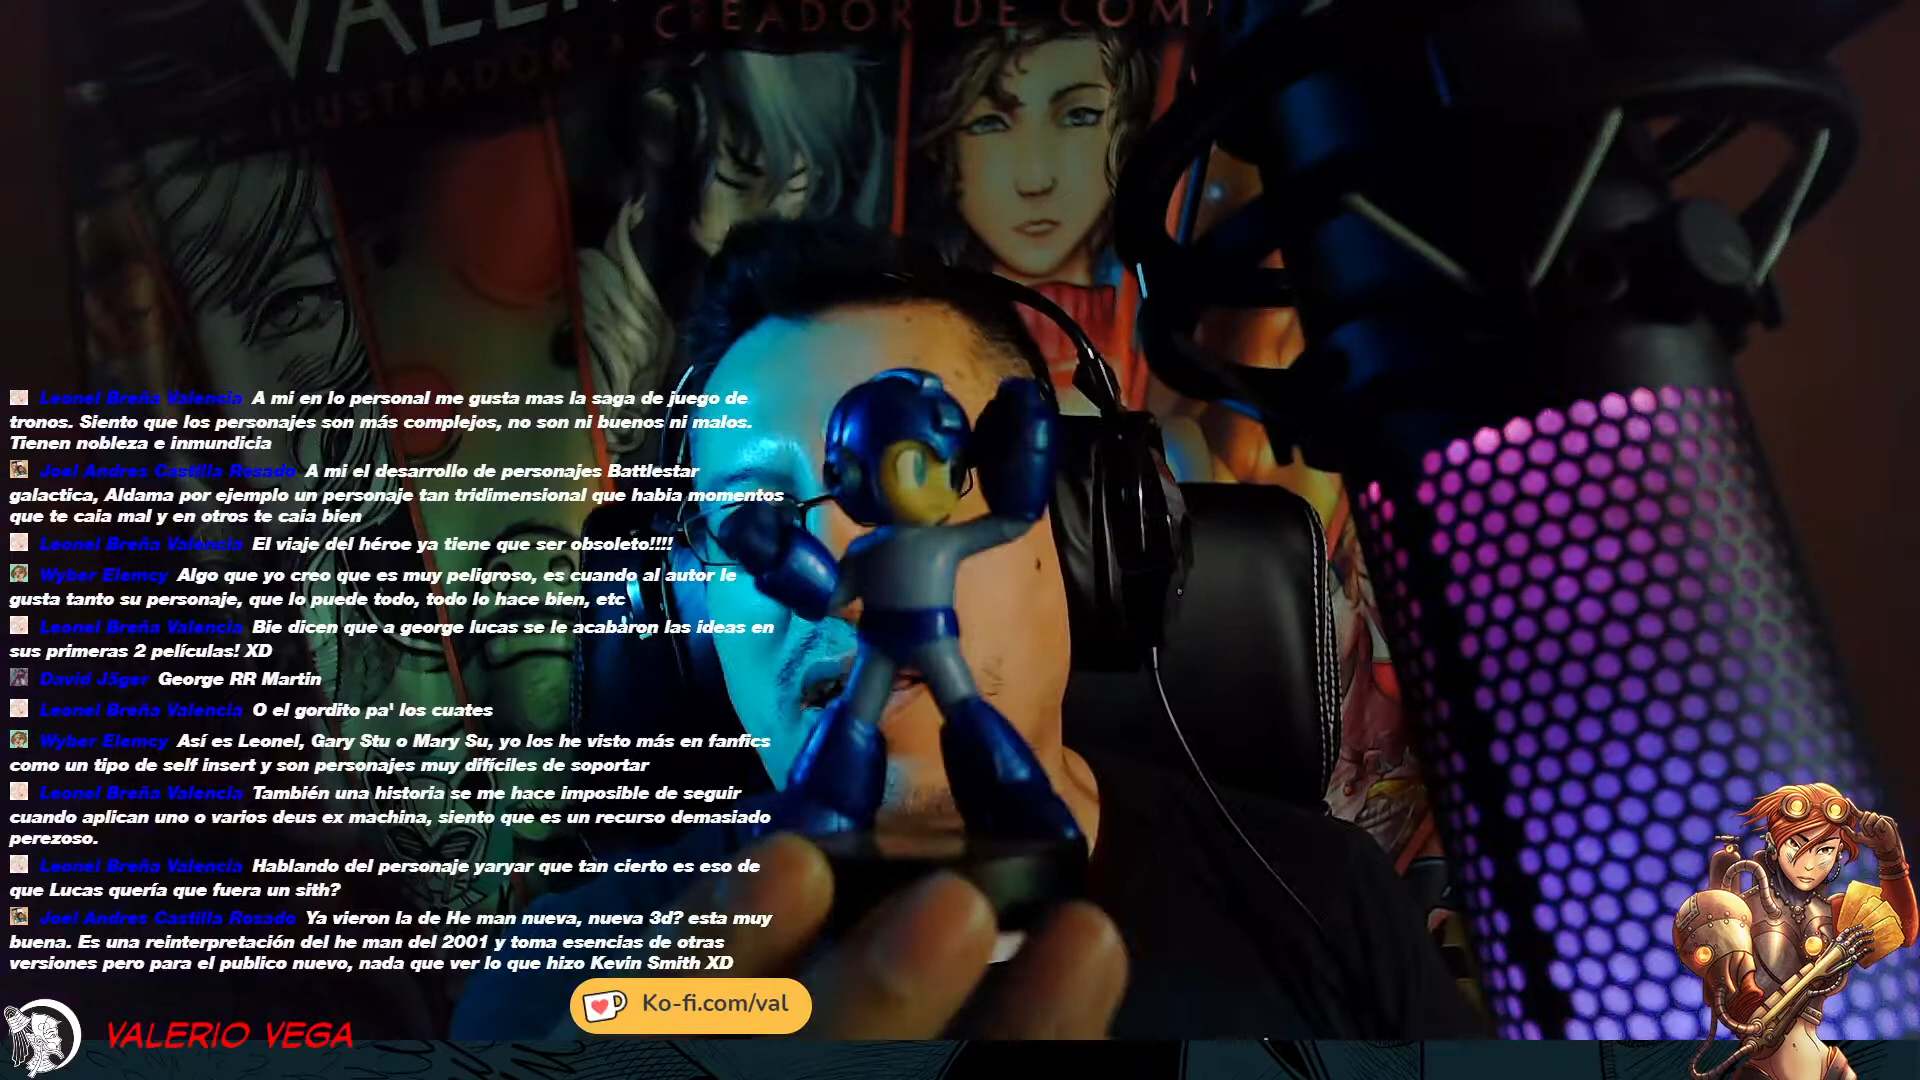 ILUSTRADOR
CREADOR DE COM
Leonel Breña Valencia A mi en lo personal me gusta mas la saga de juego de
tronos. Siento que los personajes son más complejos, no son ni buenos ni malos.
Tienen nobleza e inmundicia
Joel Andres Castilla Rosado A mi el desarrollo de personajes Battlestar
galactica, Aldama por ejemplo un personaje tan tridimensional que habia momentos
que te caia mal y en otros te caia bien
Leonel Breña Valencia El viaje del héroe ya tiene que ser obsoleto!!!!
Wyber Elemcy Algo que yo creo que es muy peligroso, es cuando al autor le
gusta tanto su personaje, que lo puede todo, todo lo hace bien, etc
Leonel Breña Valencia Bie dicen que a george lucas se le acabaron las ideas en
sus primeras 2 películas! XD
David Jäger George RR Martin
Leonel Breña Valencia O el gordito pa' los cuates
Wyber Elemcy Así es Leonel, Gary Stu o Mary Su, yo los he visto más en fanfics
como un tipo de self insert y son personajes muy difíciles de soportar
Leonel Breña Valencia También una historia se me hace imposible de seguir
cuando aplican uno o varios deus ex machina, siento que es un recurso demasiado
perezoso.
Leonel Breña Valencia Hablando del personaje yaryar que tan cierto es eso de
que Lucas quería que fuera un sith?
Joel Andres Castilla Rosado Ya vieron la de He man nueva, nueva 3d? esta muy
buena. Es una reinterpretación del he man del 2001 y toma esencias de otras
versiones pero para el publico nuevo, nada que ver lo que hizo Kevin Smith XD
Ko-fi.com/val
VALERIO VEGA